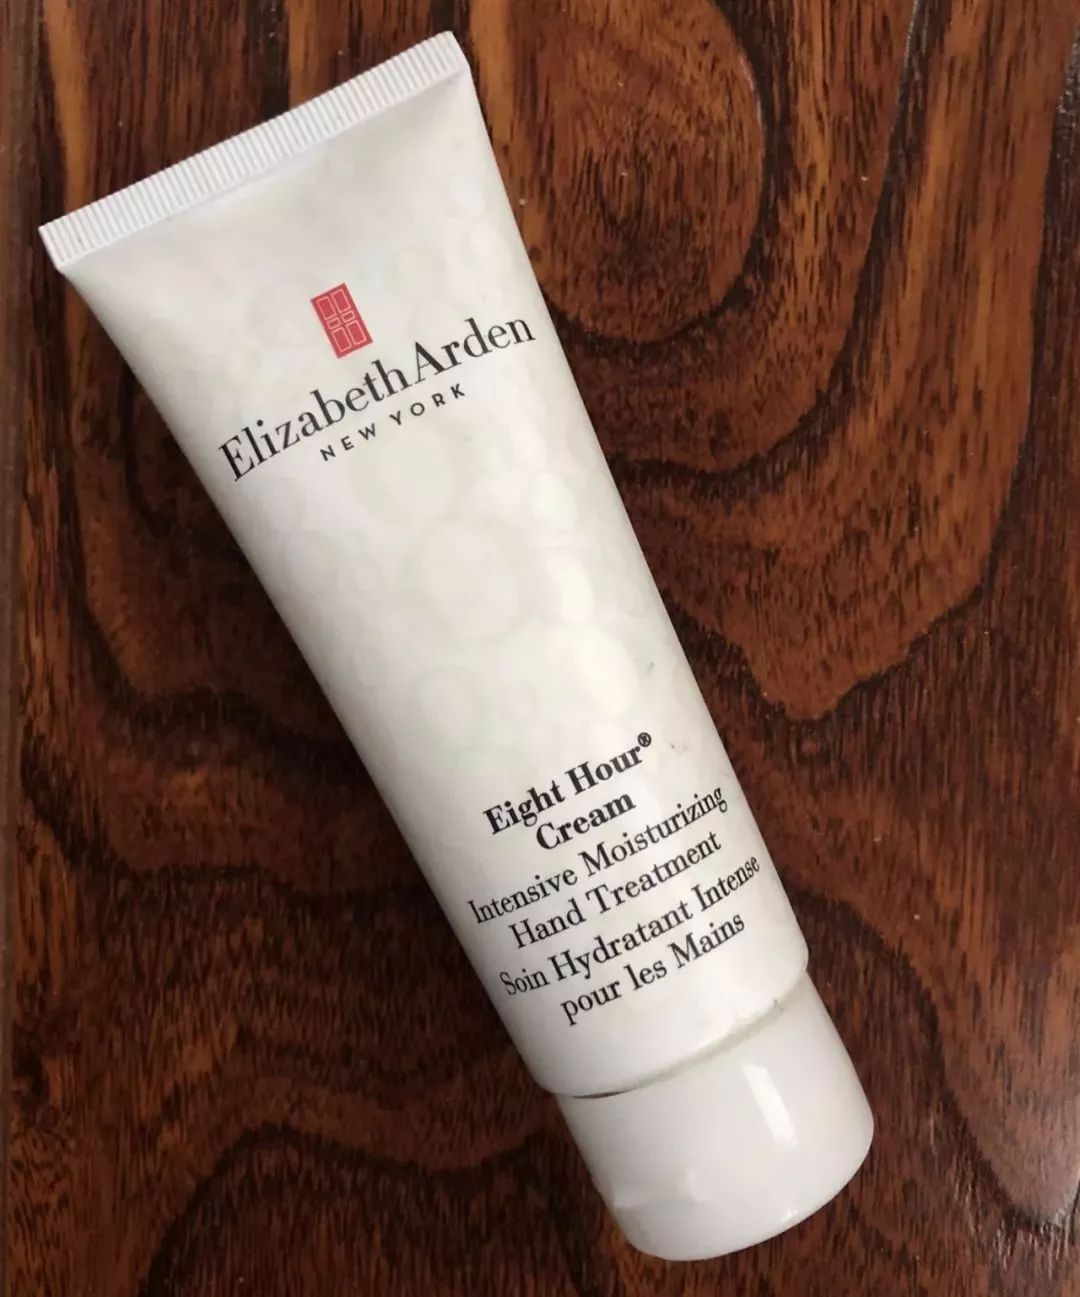 ElizabethArden
NEW YORK
Eight Hour®
Cream
Intensive Moisturizing
Hand Treatment
Soin Hydratant Intense
pour les Mains